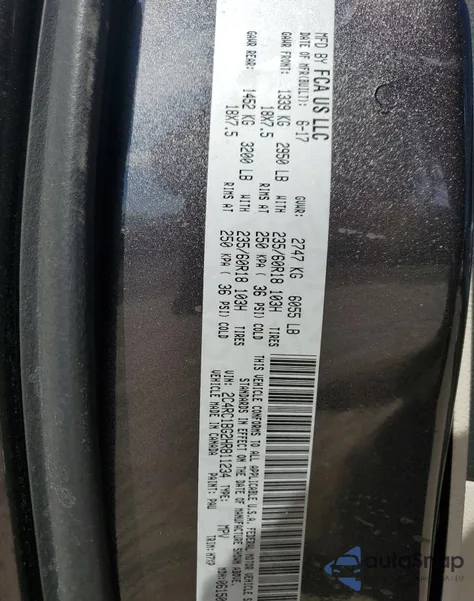 MFD BY FCA US LLC
DATE OF MFR(BUILT): 6-17 GVWR: 2747 KG 6055 LB
GAWR FRONT: 1339 KG 2950 LB WITH 235/60R18 103H TIRES
18X7.5 RIMS AT 250 KPA ( 36 PSI) COLD
GAWR REAR: 1452 KG 3200 LB WITH 235/60R18 103H TIRES
18X7.5 RIMS AT 250 KPA ( 36 PSI) COLD
THIS VEHICLE CONFORMS TO ALL APPLICABLE U.S.A. FEDERAL MOTOR VEHICLE
STANDARDS IN EFFECT ON THE DATE OF MANUFACTURE SHOWN ABOVE.
VIN: 2C4RC1BG2HR811234 TYPE: MPV
MADE IN CANADA PAINT: PAU
autoSnap